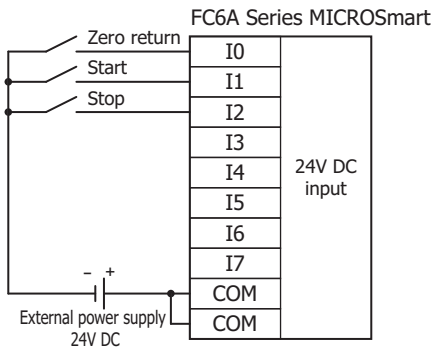 FC6A Series MICROSmart
Zero return
I0
Start
I1
Stop
I2
I3
I4
24V DC
input
I5
I6
I7
– +
COM
External power supply
24V DC
COM